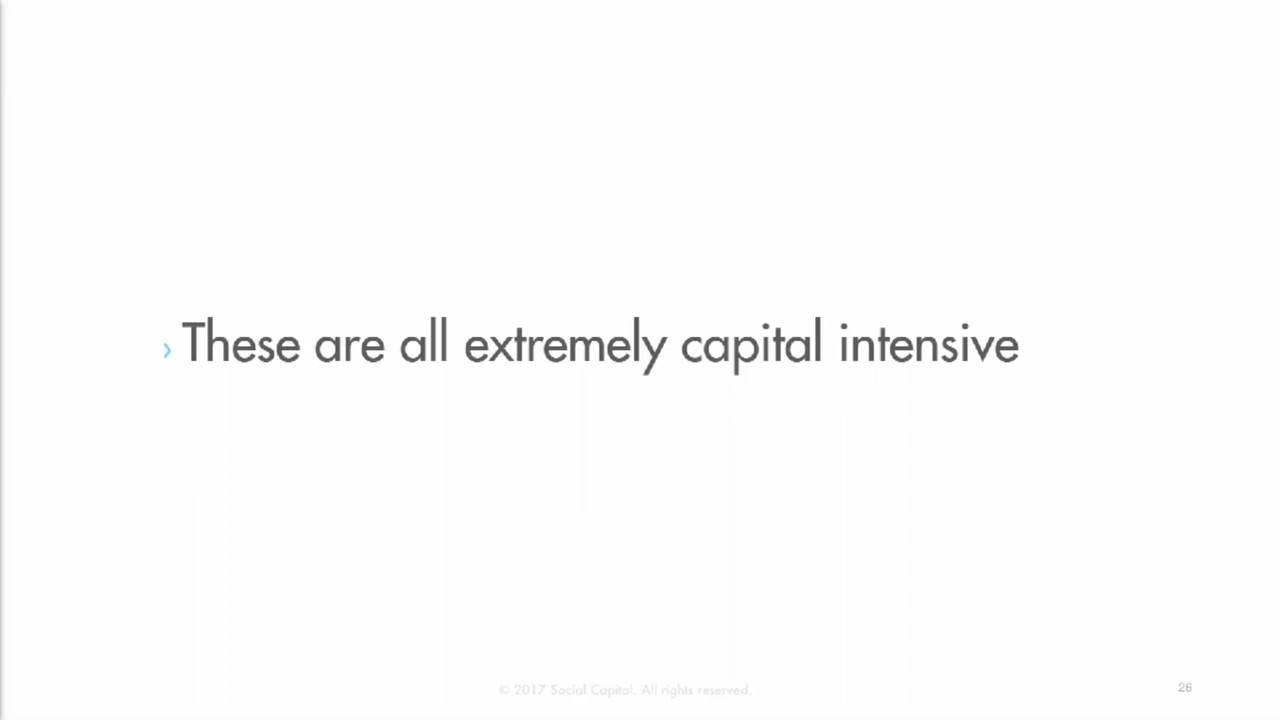 › These are all extremely capital intensive
© 2017 Social Capital. All rights reserved.
26